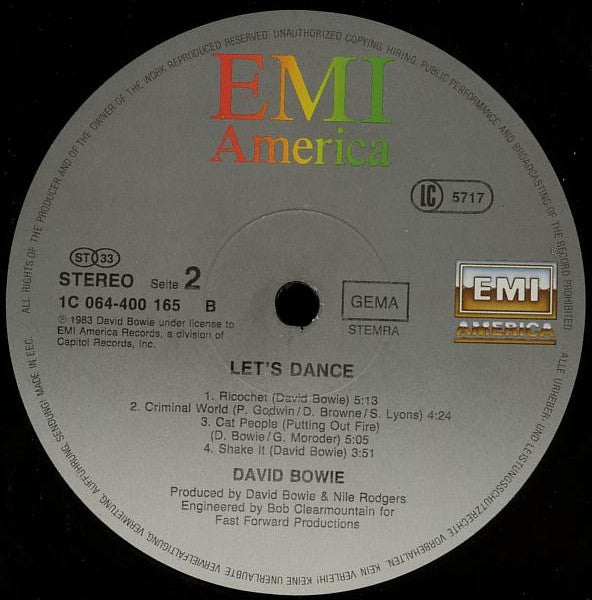 ALL RIGHTS OF THE PRODUCER AND OF THE OWNER OF THE WORK REPRODUCED RESERVED. UNAUTHORIZED COPYING, HIRING, PUBLIC PERFORMANCE AND BROADCASTING OF THE RECORD PROHIBITED.
EMI
America
LC 5717
ST 33
STEREO Seite 2
1C 064-400 165 B
℗ 1983 David Bowie under license to
EMI America Records, a division of
Capitol Records, Inc.
GEMA
STEMRA
EMI
AMERICA
LET'S DANCE
1. Ricochet (David Bowie) 5:13
2. Criminal World (P. Godwin/D. Browne/S. Lyons) 4:24
3. Cat People (Putting Out Fire)
(D. Bowie/G. Moroder) 5:05
4. Shake It (David Bowie) 3:51
DAVID BOWIE
Produced by David Bowie & Nile Rodgers
Engineered by Bob Clearmountain for
Fast Forward Productions
ALLE URHEBER- UND LEISTUNGSSCHUTZRECHTE VORBEHALTEN. KEIN VERLEIH! KEINE UNERLAUBTE VERVIELFÄLTIGUNG, VERMIETUNG, AUFFÜHRUNG, SENDUNG! MADE IN EEC.